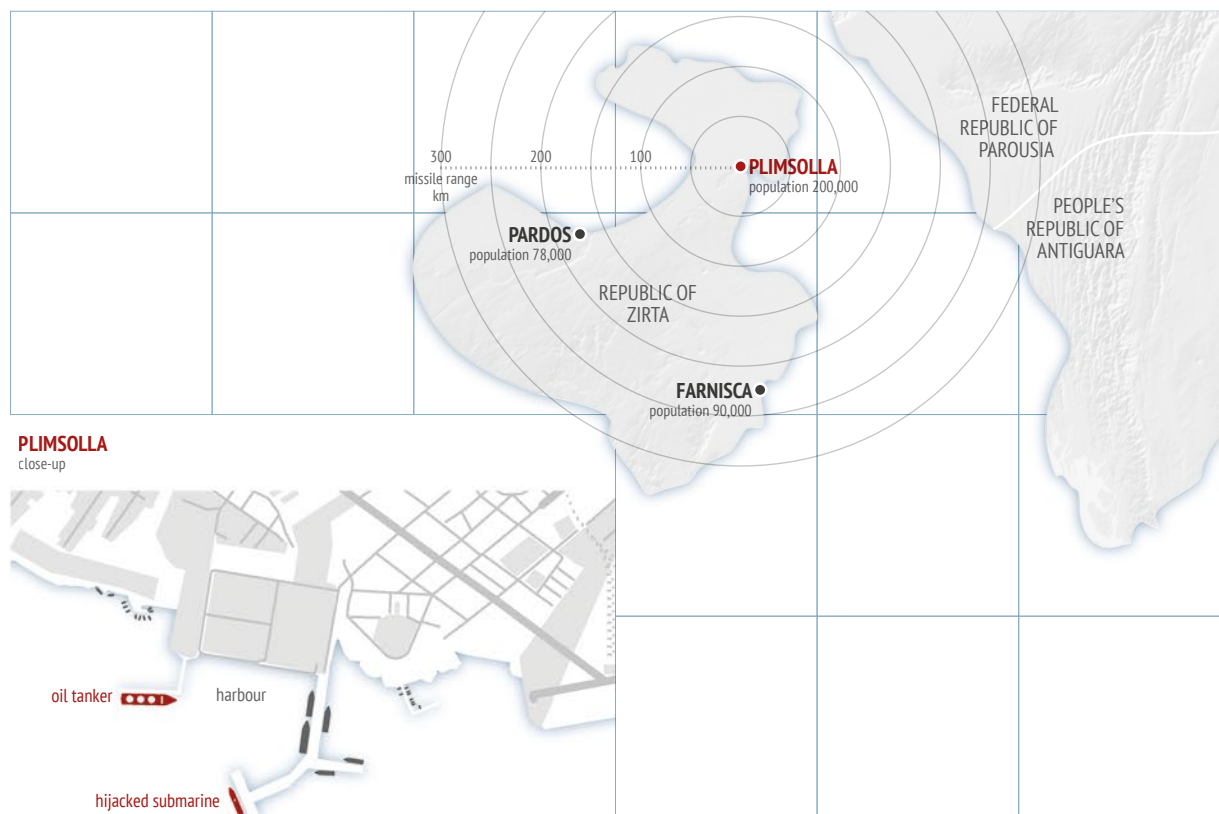 FEDERAL
REPUBLIC OF
PAROUSIA
300
200
100
missile range
km
PLIMSOLLA
population 200,000
PEOPLE'S
REPUBLIC OF
ANTIGUARA
PARDOS
population 78,000
REPUBLIC OF
ZIRTA
FARNISCA
population 90,000
PLIMSOLLA
close-up
oil tanker
harbour
hijacked submarine